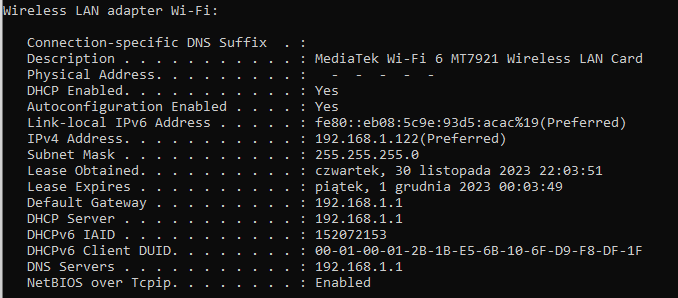 Wireless LAN adapter Wi-Fi:
Connection-specific DNS Suffix  . :
Description . . . . . . . . . . . : MediaTek Wi-Fi 6 MT7921 Wireless LAN Card
Physical Address. . . . . . . . . :   -  -  -  -  -
DHCP Enabled. . . . . . . . . . . : Yes
Autoconfiguration Enabled . . . . : Yes
Link-local IPv6 Address . . . . . : fe80::eb08:5c9e:93d5:acac%19(Preferred)
IPv4 Address. . . . . . . . . . . : 192.168.1.122(Preferred)
Subnet Mask . . . . . . . . . . . : 255.255.255.0
Lease Obtained. . . . . . . . . . : czwartek, 30 listopada 2023 22:03:51
Lease Expires . . . . . . . . . . : piątek, 1 grudnia 2023 00:03:49
Default Gateway . . . . . . . . . : 192.168.1.1
DHCP Server . . . . . . . . . . . : 192.168.1.1
DHCPv6 IAID . . . . . . . . . . . : 152072153
DHCPv6 Client DUID. . . . . . . . : 00-01-00-01-2B-1B-E5-6B-10-6F-D9-F8-DF-1F
DNS Servers . . . . . . . . . . . : 192.168.1.1
NetBIOS over Tcpip. . . . . . . . : Enabled